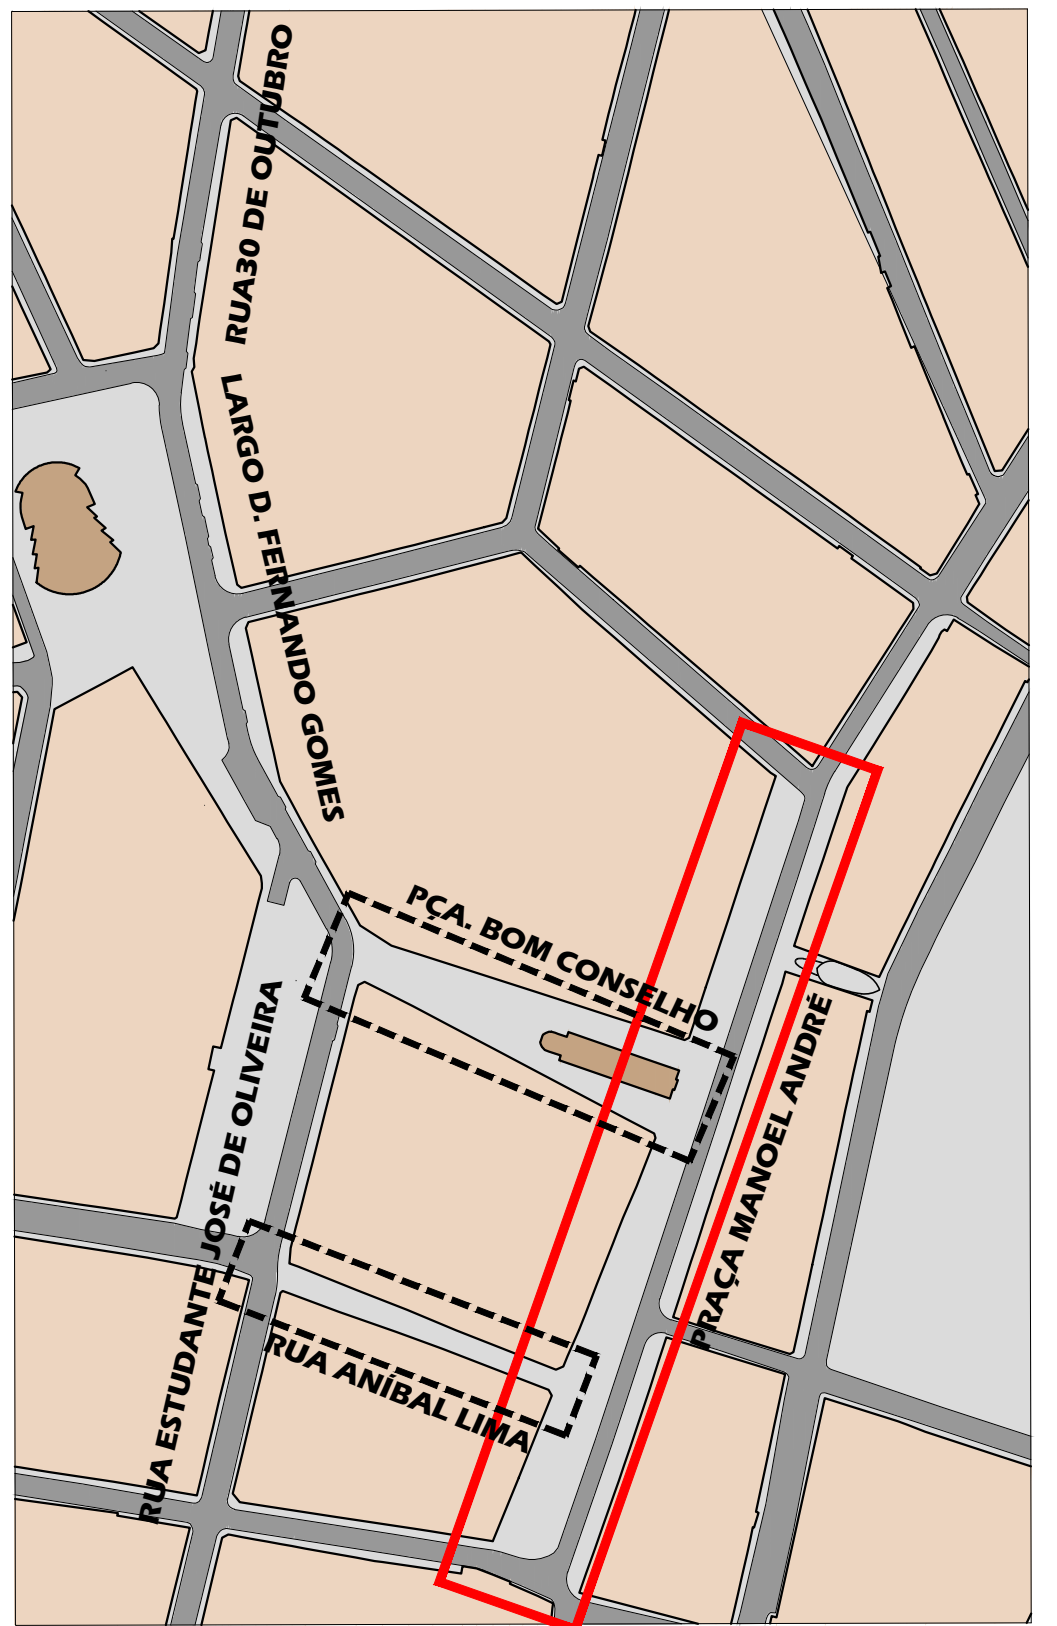 RUA30 DE OUTUBRO
LARGO D. FERNANDO GOMES
PÇA. BOM CONSELHO
RUA ESTUDANTE JOSÉ DE OLIVEIRA
PRAÇA MANOEL ANDRÉ
RUA ANÍBAL LIMA